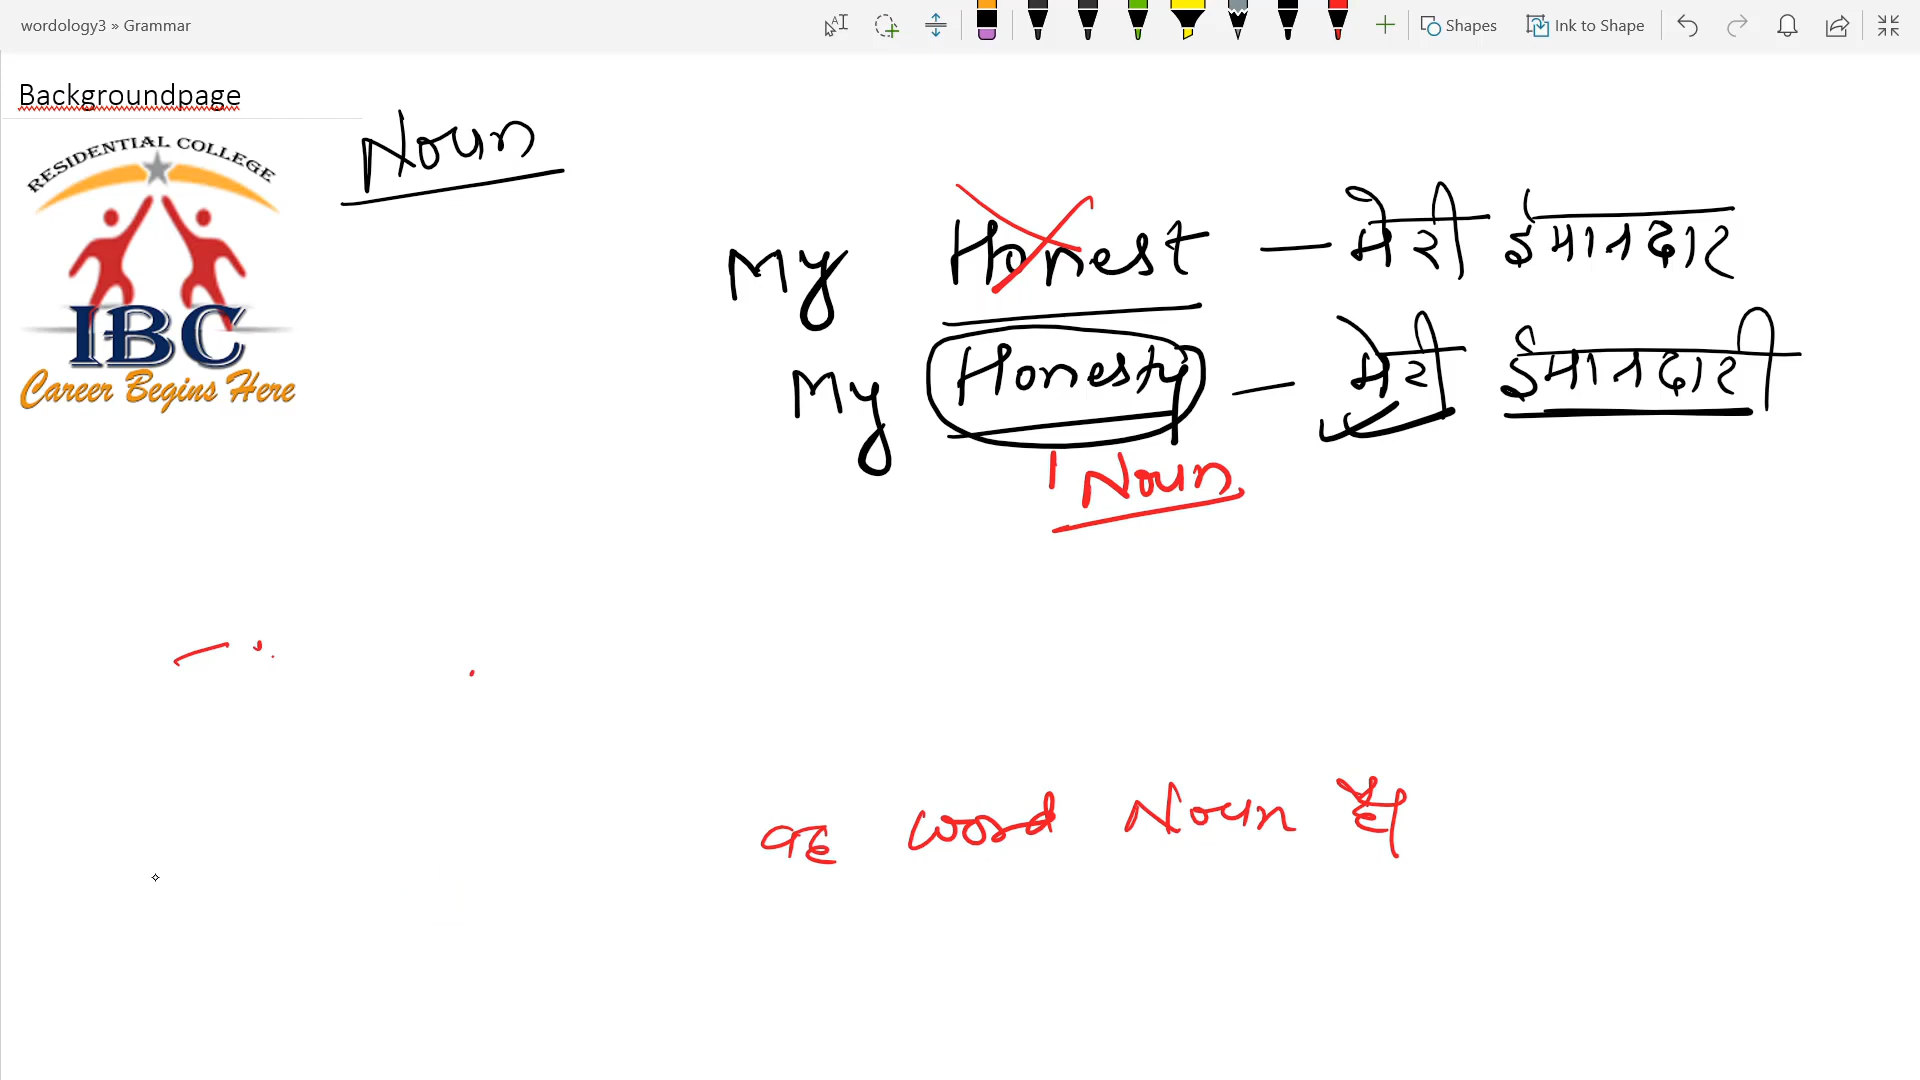 wordology3 » Grammar
Shapes
Ink to Shape
Backgroundpage
RESIDENTIAL COLLEGE
IBC
Career Begins Here
Noun
My Honest — मेरी ईमानदार
My Honesty — मेरी ईमानदारी
Noun
वह word Noun है